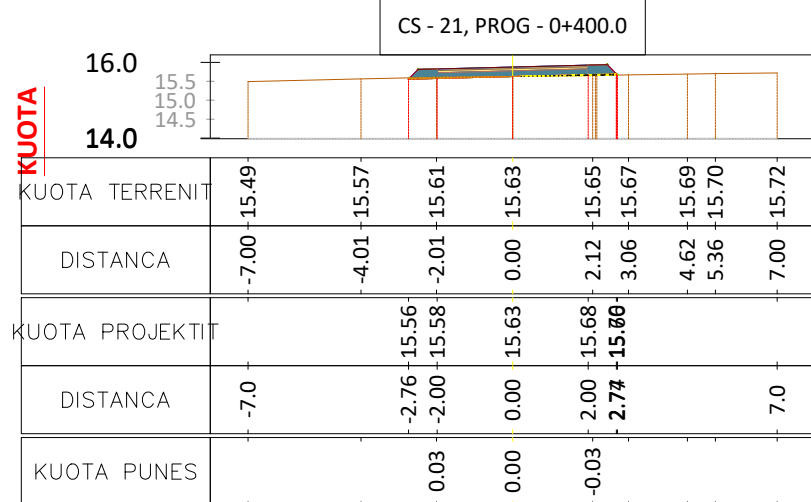 CS - 21, PROG - 0+400.0
16.0
15.5
15.0
14.5
14.0
KUOTA
KUOTA TERRENIT 15.49 15.57 15.61 15.63 15.65 15.67 15.69 15.70 15.72
DISTANCA -7.00 -4.01 -2.01 0.00 2.12 3.06 4.62 5.36 7.00
KUOTA PROJEKTIT 15.56 15.58 15.63 15.68
DISTANCA -7.0 -2.76 -2.00 0.00 2.00 7.0
KUOTA PUNES 0.03 0.00 -0.03